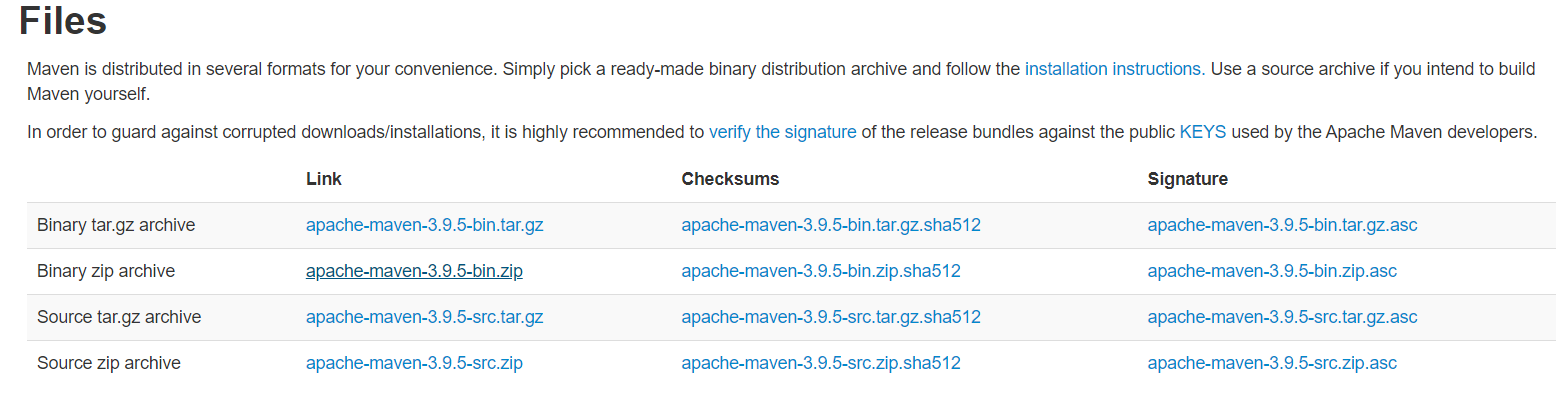 Files
Maven is distributed in several formats for your convenience. Simply pick a ready-made binary distribution archive and follow the installation instructions. Use a source archive if you intend to build
Maven yourself.
In order to guard against corrupted downloads/installations, it is highly recommended to verify the signature of the release bundles against the public KEYS used by the Apache Maven developers.
Link Checksums Signature
Binary tar.gz archive apache-maven-3.9.5-bin.tar.gz apache-maven-3.9.5-bin.tar.gz.sha512 apache-maven-3.9.5-bin.tar.gz.asc
Binary zip archive apache-maven-3.9.5-bin.zip apache-maven-3.9.5-bin.zip.sha512 apache-maven-3.9.5-bin.zip.asc
Source tar.gz archive apache-maven-3.9.5-src.tar.gz apache-maven-3.9.5-src.tar.gz.sha512 apache-maven-3.9.5-src.tar.gz.asc
Source zip archive apache-maven-3.9.5-src.zip apache-maven-3.9.5-src.zip.sha512 apache-maven-3.9.5-src.zip.asc